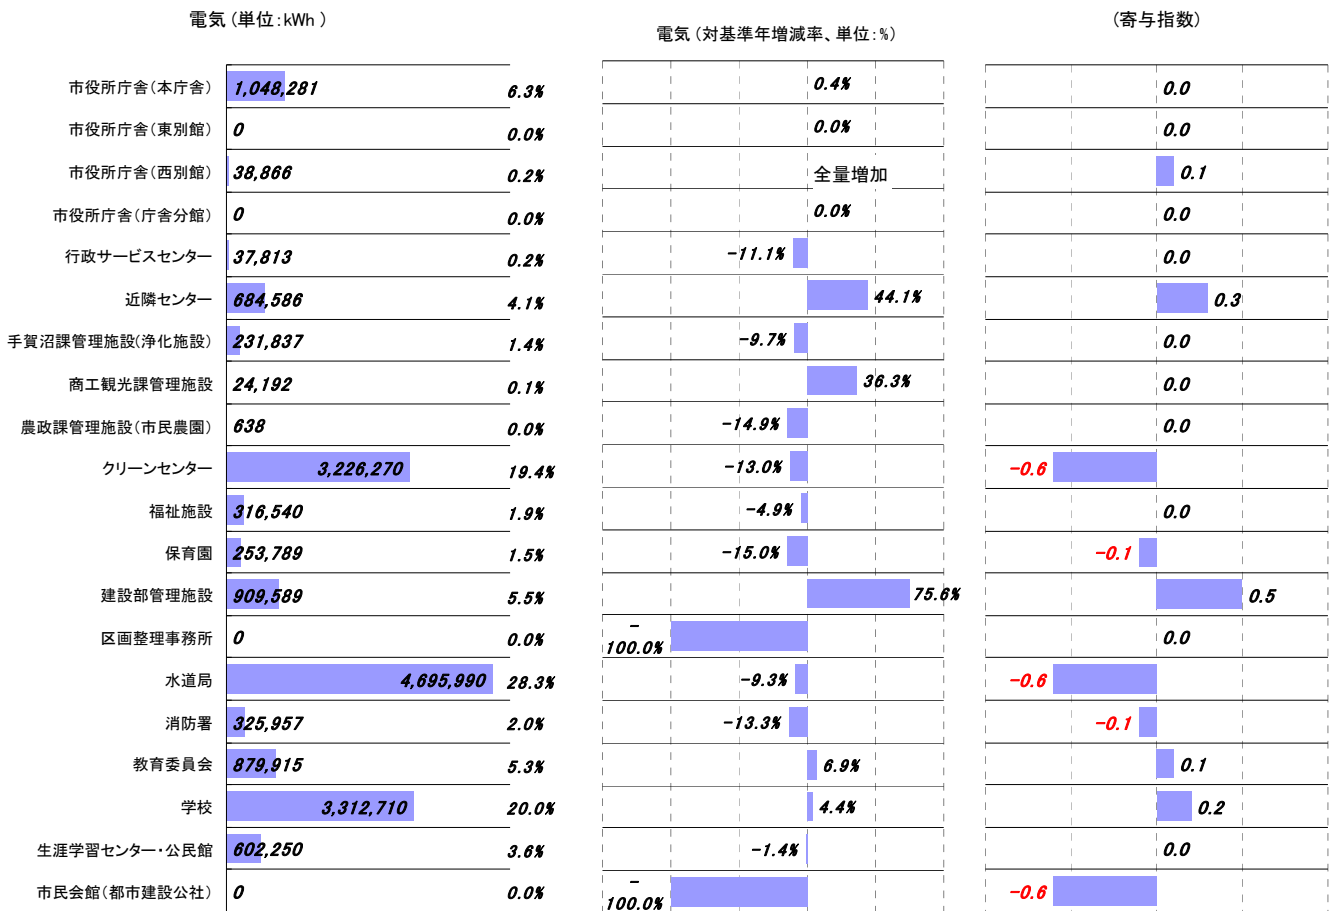 電気 (単位:kWh )
電気 (対基準年増減率、単位:%)
(寄与指数)
市役所庁舎(本庁舎) 1,048,281 6.3% 0.4% 0.0
市役所庁舎(東別館) 0 0.0% 0.0% 0.0
市役所庁舎(西別館) 38,866 0.2% 全量増加 0.1
市役所庁舎(庁舎分館) 0 0.0% 0.0% 0.0
行政サービスセンター 37,813 0.2% -11.1% 0.0
近隣センター 684,586 4.1% 44.1% 0.3
手賀沼課管理施設(浄化施設) 231,837 1.4% -9.7% 0.0
商工観光課管理施設 24,192 0.1% 36.3% 0.0
農政課管理施設(市民農園) 638 0.0% -14.9% 0.0
クリーンセンター 3,226,270 19.4% -13.0% -0.6
福祉施設 316,540 1.9% -4.9% 0.0
保育園 253,789 1.5% -15.0% -0.1
建設部管理施設 909,589 5.5% 75.6% 0.5
区画整理事務所 0 0.0% -100.0% 0.0
水道局 4,695,990 28.3% -9.3% -0.6
消防署 325,957 2.0% -13.3% -0.1
教育委員会 879,915 5.3% 6.9% 0.1
学校 3,312,710 20.0% 4.4% 0.2
生涯学習センター・公民館 602,250 3.6% -1.4% 0.0
市民会館(都市建設公社) 0 0.0% -100.0% -0.6